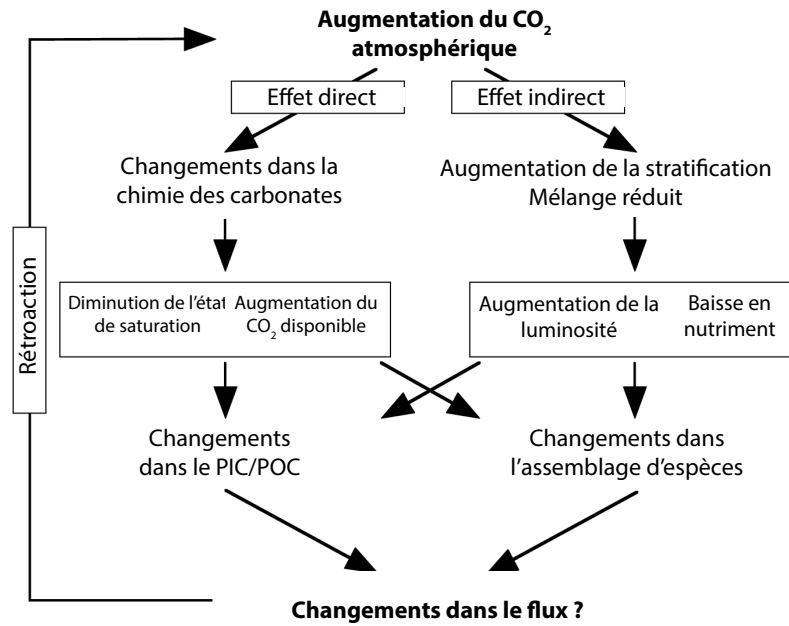 Augmentation du CO₂
atmosphérique
Effet direct
Effet indirect
Changements dans la
chimie des carbonates
Augmentation de la stratification
Mélange réduit
Rétroaction
Diminution de l'état
de saturation
Augmentation du
CO₂ disponible
Augmentation de la
luminosité
Baisse en
nutriment
Changements
dans le PIC/POC
Changements dans
l'assemblage d'espèces
Changements dans le flux ?